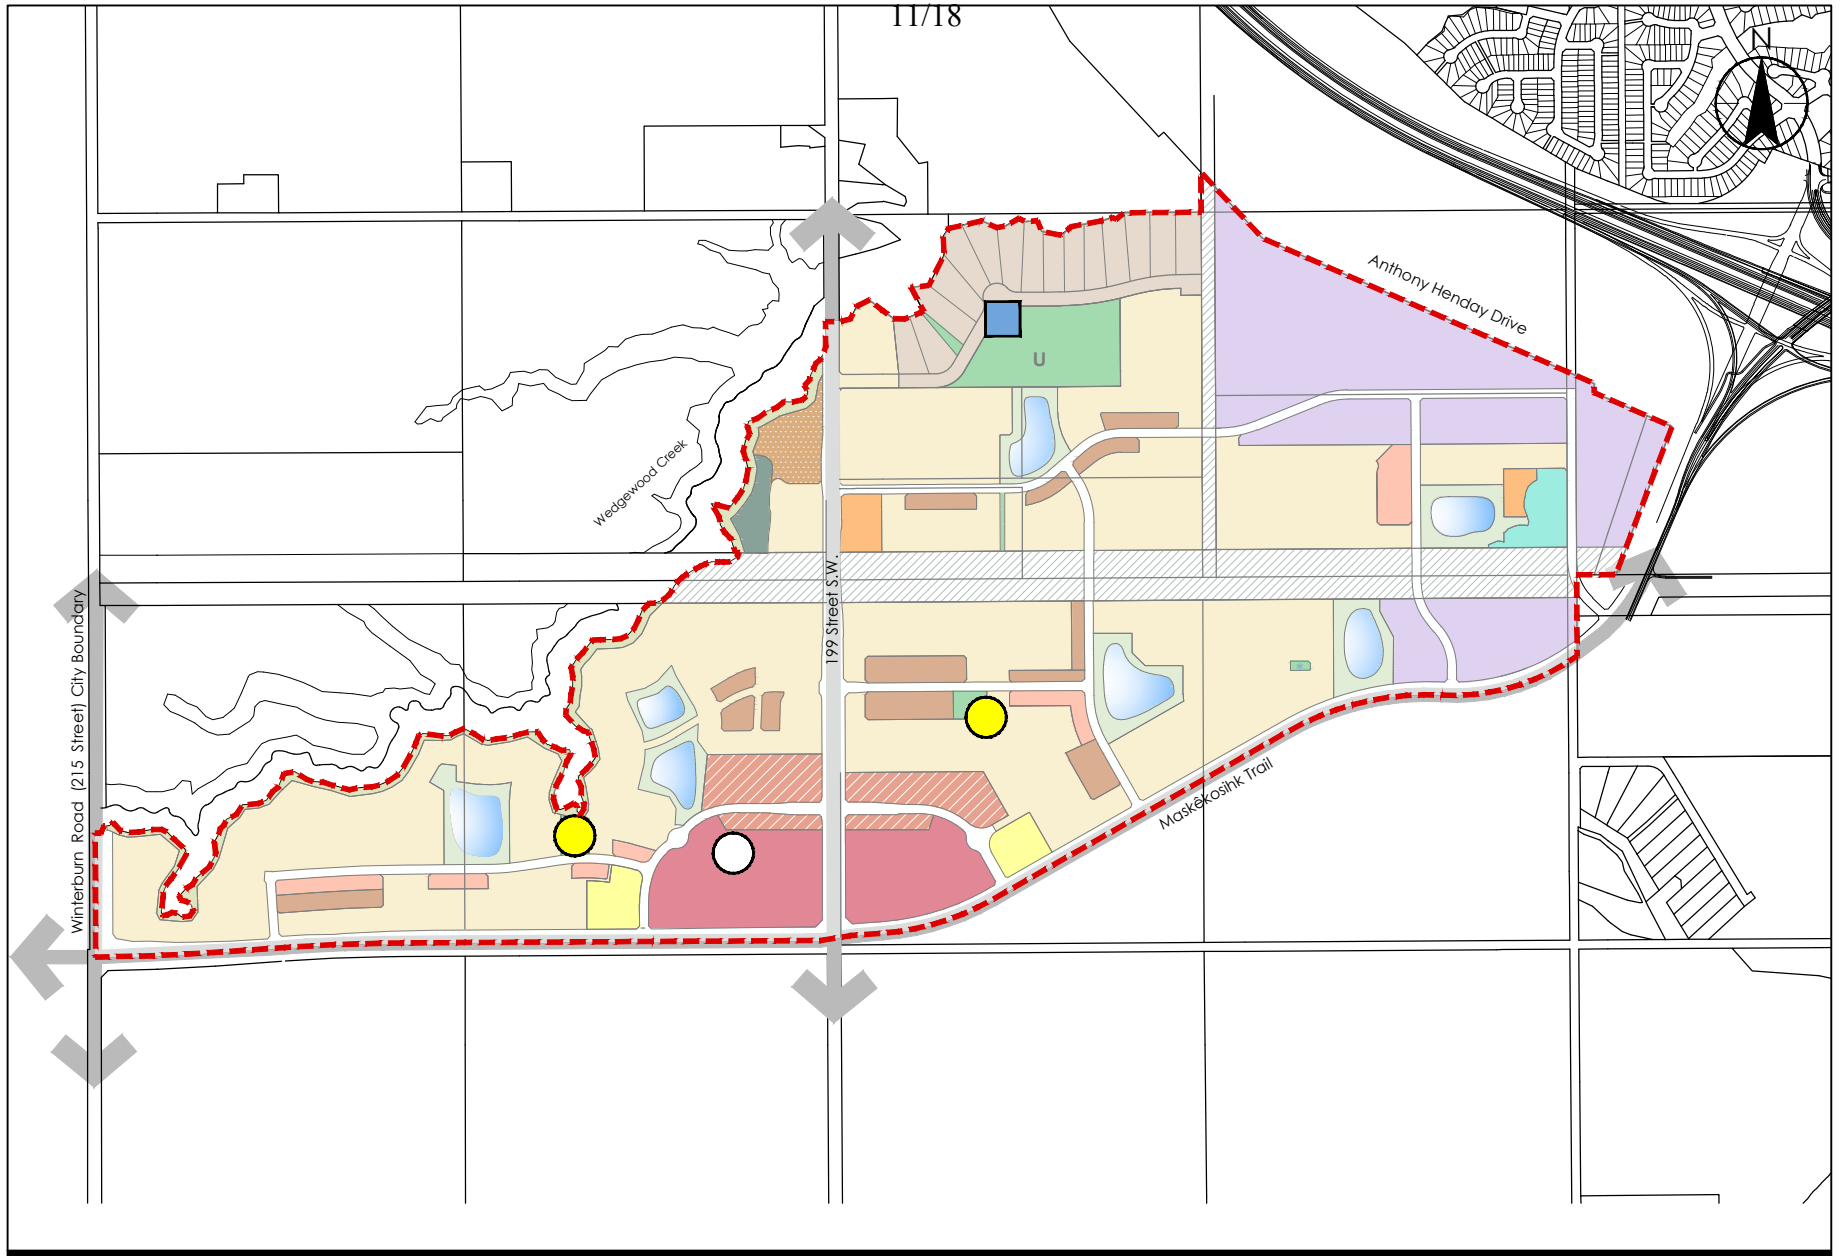 11/18
N
Anthony Henday Drive
U
Wedgewood Creek
199 Street S.W.
Winterburn Road (215 Street) City Boundary
Maskêkosihk Trail